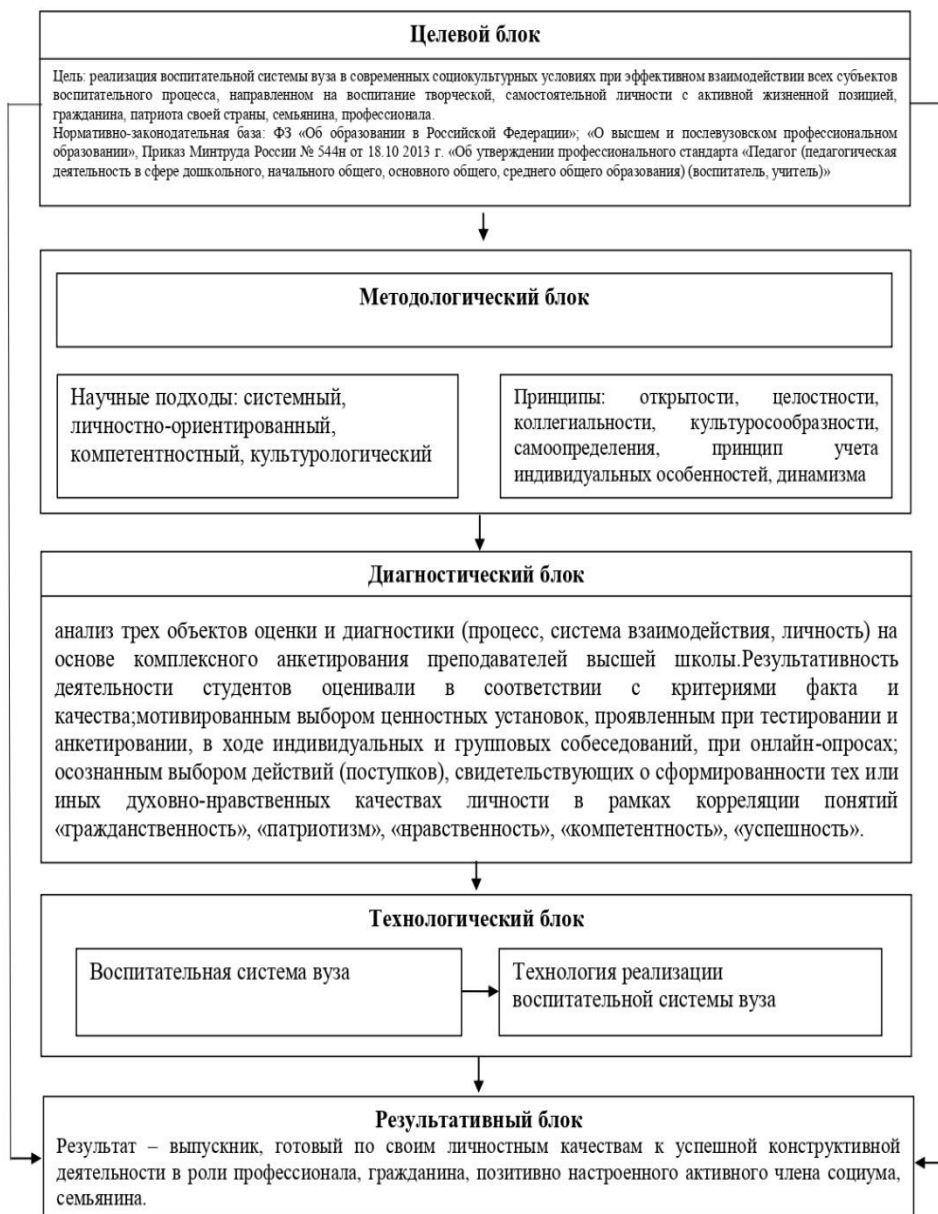 Целевой блок
Цель: реализация воспитательной системы вуза в современных социокультурных условиях при эффективном взаимодействии всех субъектов
воспитательного процесса, направленном на воспитание творческой, самостоятельной личности с активной жизненной позицией,
гражданина, патриота своей страны, семьянина, профессионала.
Нормативно-законодательная база: ФЗ «Об образовании в Российской Федерации»; «О высшем и послевузовском профессиональном
образовании», Приказ Минтруда России № 544н от 18.10 2013 г. «Об утверждении профессионального стандарта «Педагог (педагогическая
деятельность в сфере дошкольного, начального общего, основного общего, среднего общего образования) (воспитатель, учитель)»
Методологический блок
Научные подходы: системный,
личностно-ориентированный,
компетентностный, культурологический
Принципы: открытости, целостности,
коллегиальности, культуросообразности,
самоопределения, принцип учета
индивидуальных особенностей, динамизма
Диагностический блок
анализ трех объектов оценки и диагностики (процесс, система взаимодействия, личность) на
основе комплексного анкетирования преподавателей высшей школы.Результативность
деятельности студентов оценивали в соответствии с критериями факта и
качества;мотивированным выбором ценностных установок, проявленным при тестировании и
анкетировании, в ходе индивидуальных и групповых собеседований, при онлайн-опросах;
осознанным выбором действий (поступков), свидетельствующих о сформированности тех или
иных духовно-нравственных качествах личности в рамках корреляции понятий
«гражданственность», «патриотизм», «нравственность», «компетентность», «успешность».
Технологический блок
Воспитательная система вуза
Технология реализации
воспитательной системы вуза
Результативный блок
Результат – выпускник, готовый по своим личностным качествам к успешной конструктивной
деятельности в роли профессионала, гражданина, позитивно настроенного активного члена социума,
семьянина.